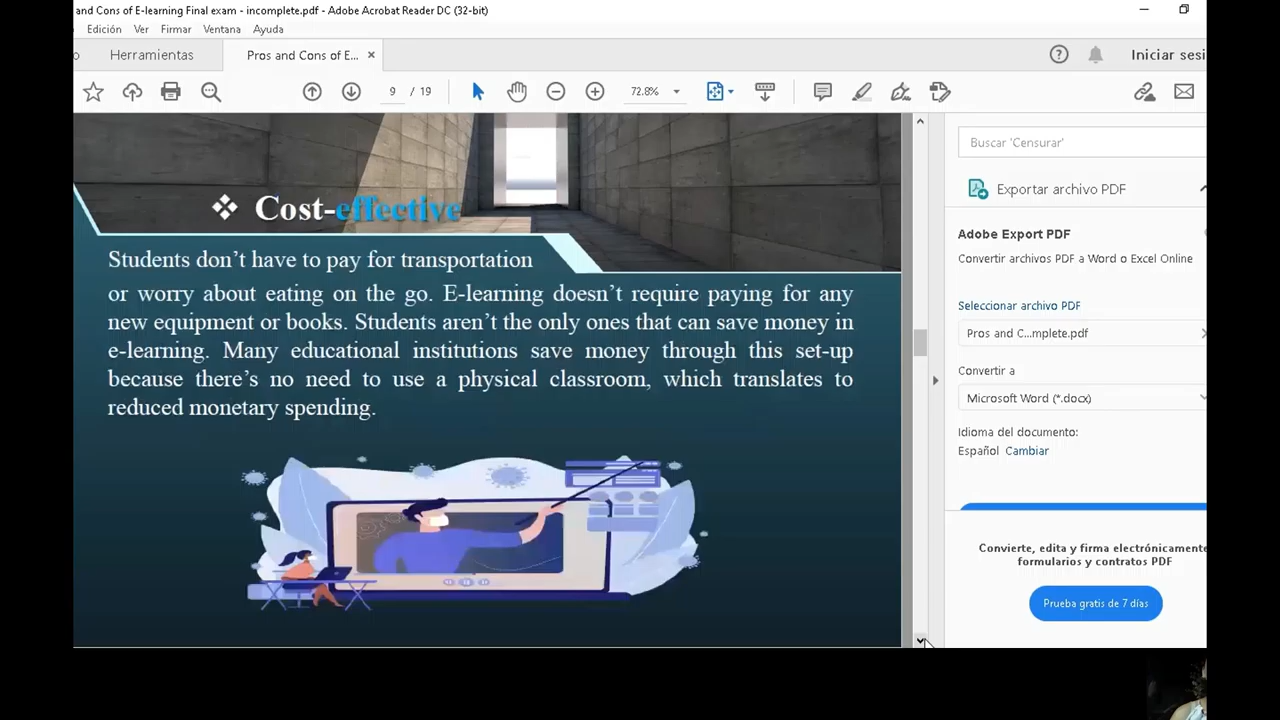 and Cons of E-learning Final exam - incomplete.pdf - Adobe Acrobat Reader DC (32-bit)
Edición Ver Firmar Ventana Ayuda
Herramientas Pros and Cons of E... × Iniciar sesi
9 / 19 72.8%
Buscar 'Censurar'
Exportar archivo PDF
Adobe Export PDF
Convertir archivos PDF a Word o Excel Online
Seleccionar archivo PDF
Pros and C...mplete.pdf
Convertir a
Microsoft Word (*.docx)
Idioma del documento:
Español Cambiar
Convierte, edita y firma electrónicamente
formularios y contratos PDF
Prueba gratis de 7 días
❖ Cost-effective
Students don’t have to pay for transportation
or worry about eating on the go. E-learning doesn’t require paying for any
new equipment or books. Students aren’t the only ones that can save money in
e-learning. Many educational institutions save money through this set-up
because there’s no need to use a physical classroom, which translates to
reduced monetary spending.